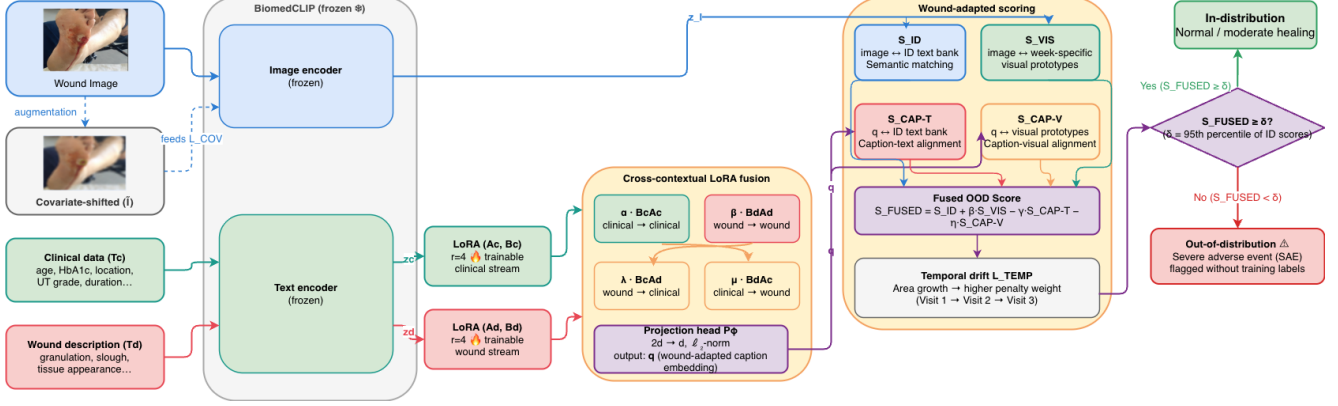 Wound Image
augmentation
feeds L_COV
Covariate-shifted (Ĩ)
Clinical data (Tc)
age, HbA1c, location,
UT grade, duration...
Wound description (Td)
granulation, slough,
tissue appearance...
BiomedCLIP (frozen ❄)
Image encoder
(frozen)
Text encoder
(frozen)
zc
zd
z_I
LoRA (Ac, Bc)
r=4 🔥 trainable
clinical stream
LoRA (Ad, Bd)
r=4 🔥 trainable
wound stream
Cross-contextual LoRA fusion
α · BcAc
clinical → clinical
β · BdAd
wound → wound
λ · BcAd
wound → clinical
μ · BdAc
clinical → wound
Projection head Pϕ
2d → d, ℓ₂-norm
output: q (wound-adapted caption
embedding)
q
q
Wound-adapted scoring
S_ID
image ↔ ID text bank
Semantic matching
S_VIS
image ↔ week-specific
visual prototypes
S_CAP-T
q ↔ ID text bank
Caption-text alignment
S_CAP-V
q ↔ visual prototypes
Caption-visual alignment
Fused OOD Score
S_FUSED = S_ID + β·S_VIS − γ·S_CAP-T −
η·S_CAP-V
Temporal drift L_TEMP
Area growth → higher penalty weight
(Visit 1 → Visit 2 → Visit 3)
In-distribution
Normal / moderate healing
Yes (S_FUSED ≥ δ)
S_FUSED ≥ δ?
(δ = 95th percentile of ID scores)
No (S_FUSED < δ)
Out-of-distribution ⚠
Severe adverse event (SAE)
flagged without training labels